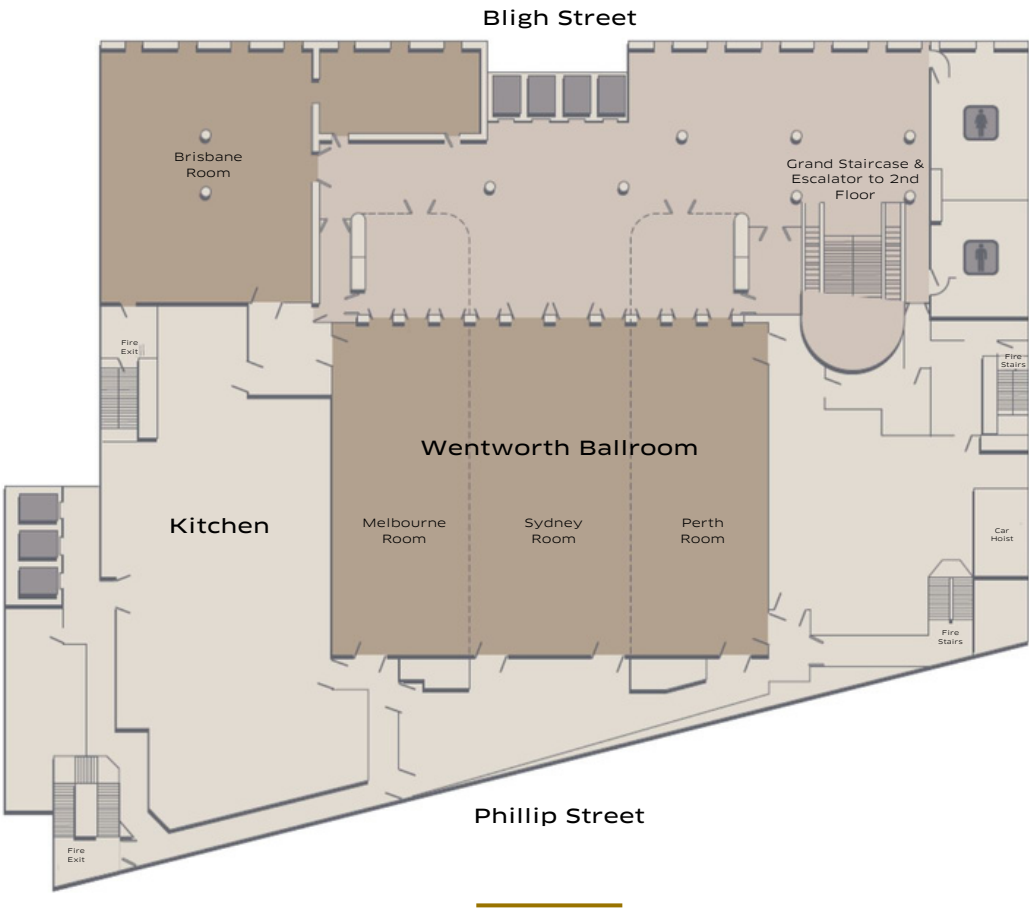 Bligh Street
Brisbane
Room
Grand Staircase &
Escalator to 2nd
Floor
Fire
Exit
Fire
Stairs
Wentworth Ballroom
Kitchen
Melbourne
Room
Sydney
Room
Perth
Room
Car
Hoist
Fire
Stairs
Phillip Street
Fire
Exit